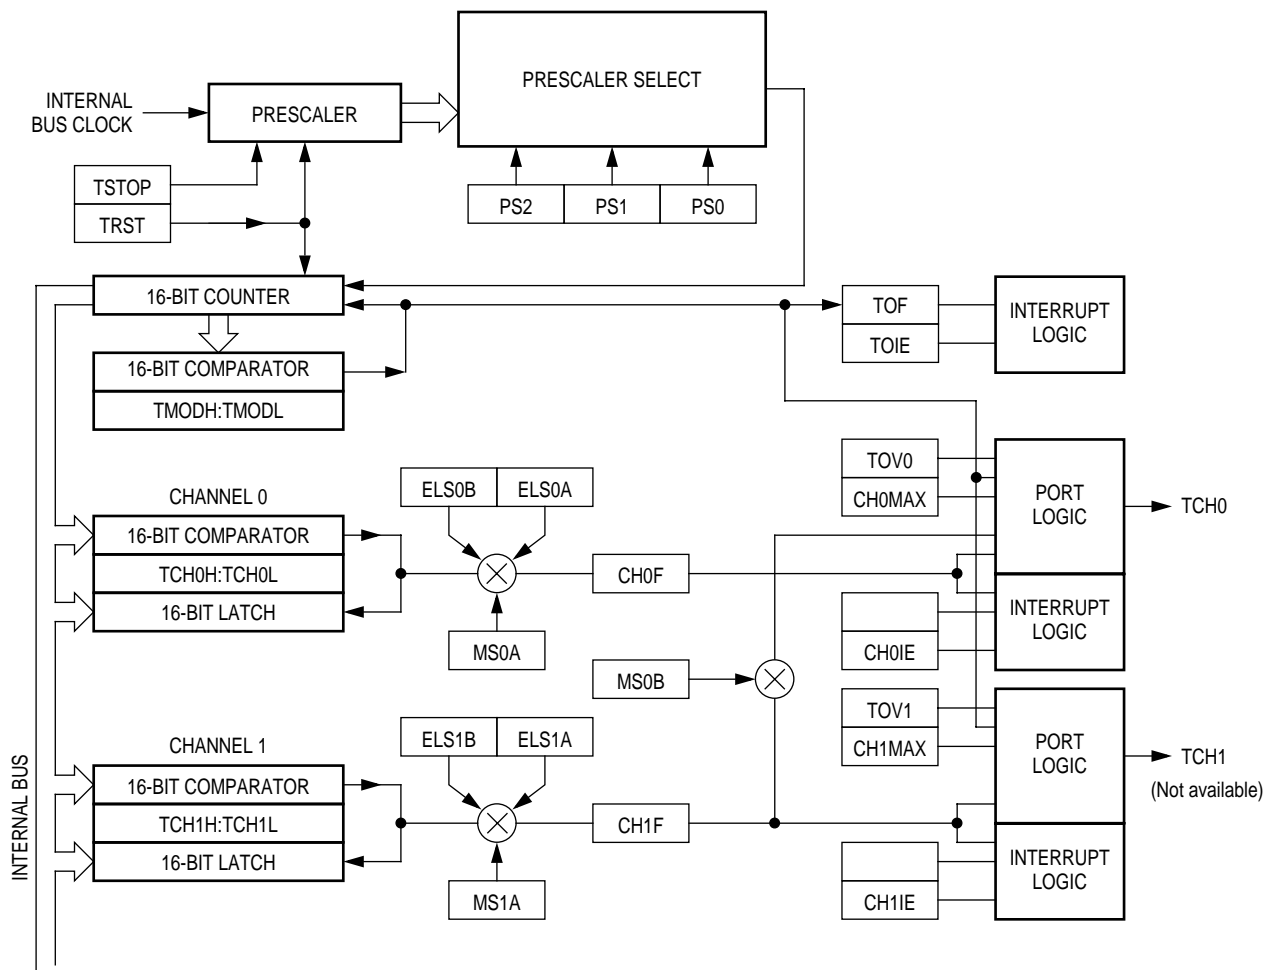 PRESCALER SELECT
INTERNAL
BUS CLOCK
PRESCALER
TSTOP
TRST
PS2
PS1
PS0
16-BIT COUNTER
16-BIT COMPARATOR
TMODH:TMODL
TOF
TOIE
INTERRUPT
LOGIC
CHANNEL 0
16-BIT COMPARATOR
TCH0H:TCH0L
16-BIT LATCH
ELS0B
ELS0A
MS0A
CH0F
TOV0
CH0MAX
PORT
LOGIC
TCH0
INTERRUPT
LOGIC
CH0IE
MS0B
CHANNEL 1
16-BIT COMPARATOR
TCH1H:TCH1L
16-BIT LATCH
ELS1B
ELS1A
MS1A
CH1F
TOV1
CH1MAX
PORT
LOGIC
TCH1
(Not available)
INTERRUPT
LOGIC
CH1IE
INTERNAL BUS